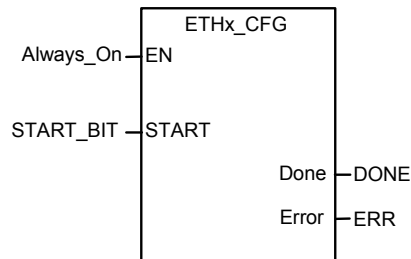 ETHx_CFG
Always_On EN
START_BIT START
Done DONE
Error ERR